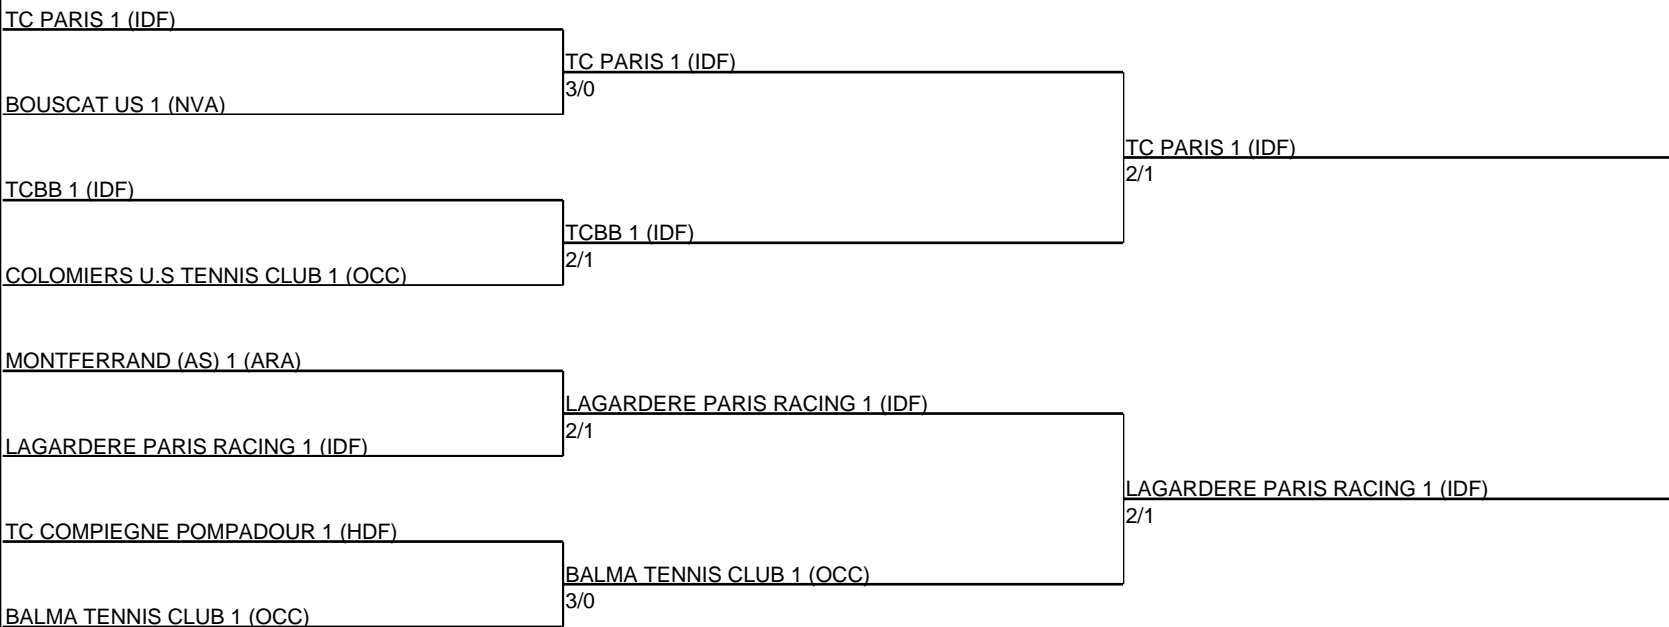 TC PARIS 1 (IDF)
TC PARIS 1 (IDF)
3/0
BOUSCAT US 1 (NVA)
TC PARIS 1 (IDF)
2/1
TCBB 1 (IDF)
TCBB 1 (IDF)
2/1
COLOMIERS U.S TENNIS CLUB 1 (OCC)
MONTFERRAND (AS) 1 (ARA)
LAGARDERE PARIS RACING 1 (IDF)
2/1
LAGARDERE PARIS RACING 1 (IDF)
LAGARDERE PARIS RACING 1 (IDF)
2/1
TC COMPIEGNE POMPADOUR 1 (HDF)
BALMA TENNIS CLUB 1 (OCC)
3/0
BALMA TENNIS CLUB 1 (OCC)